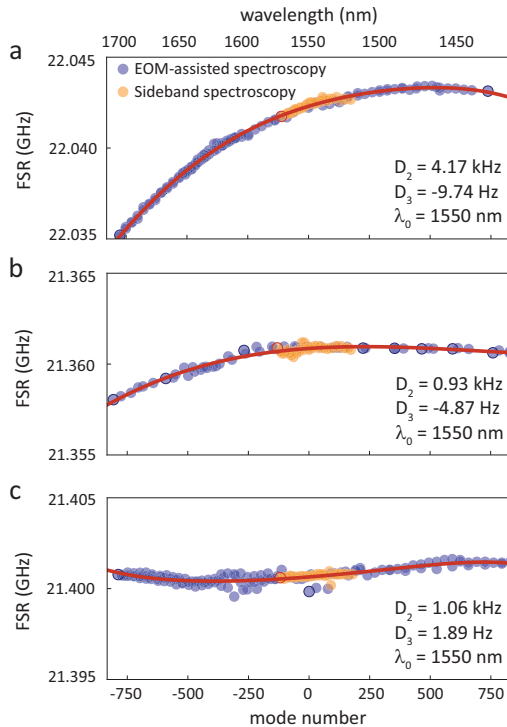 wavelength (nm)
1700 1650 1600 1550 1500 1450
a
22.045
EOM-assisted spectroscopy
Sideband spectroscopy
FSR (GHz)
22.040
D2 = 4.17 kHz
D3 = -9.74 Hz
λ0 = 1550 nm
22.035
b
21.365
FSR (GHz)
21.360
D2 = 0.93 kHz
D3 = -4.87 Hz
λ0 = 1550 nm
21.355
c
21.405
FSR (GHz)
21.400
D2 = 1.06 kHz
D3 = 1.89 Hz
λ0 = 1550 nm
21.395
-750 -500 -250 0 250 500 750
mode number